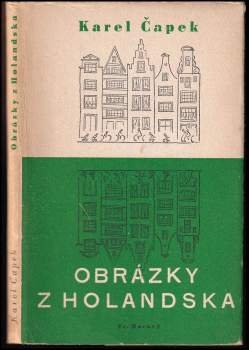 Karel Čapek
OBRÁZKY
Z HOLANDSKA
Fr. Borový
Obrázky z Holandska
Karel Čapek